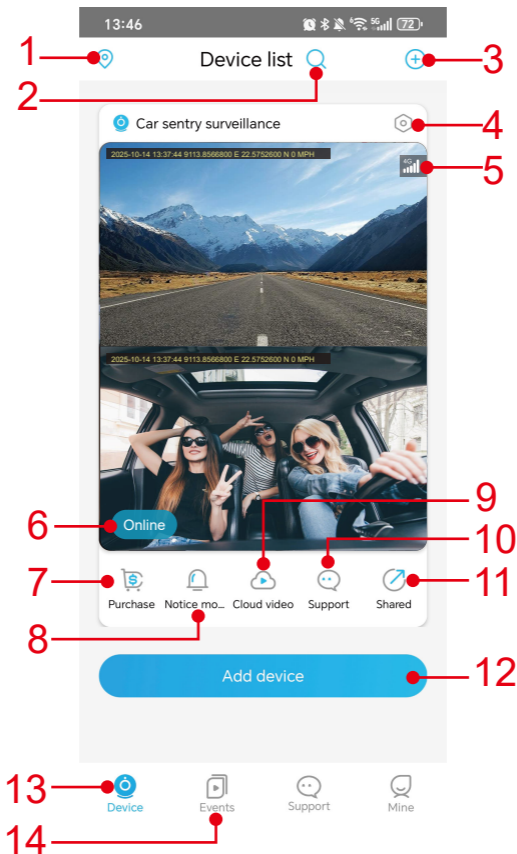 13:46
5G
72
1
Device list
2
3
Car sentry surveillance
4
2025-10-14 13:37:44 9113.8566800 E 22.5752600 N 0 MPH
4G
5
2025-10-14 13:37:44 9113.8566800 E 22.5752600 N 0 MPH
6
Online
9
10
7
11
Purchase
Notice mo...
Cloud video
Support
Shared
8
Add device
12
13
Device
Events
Support
Mine
14